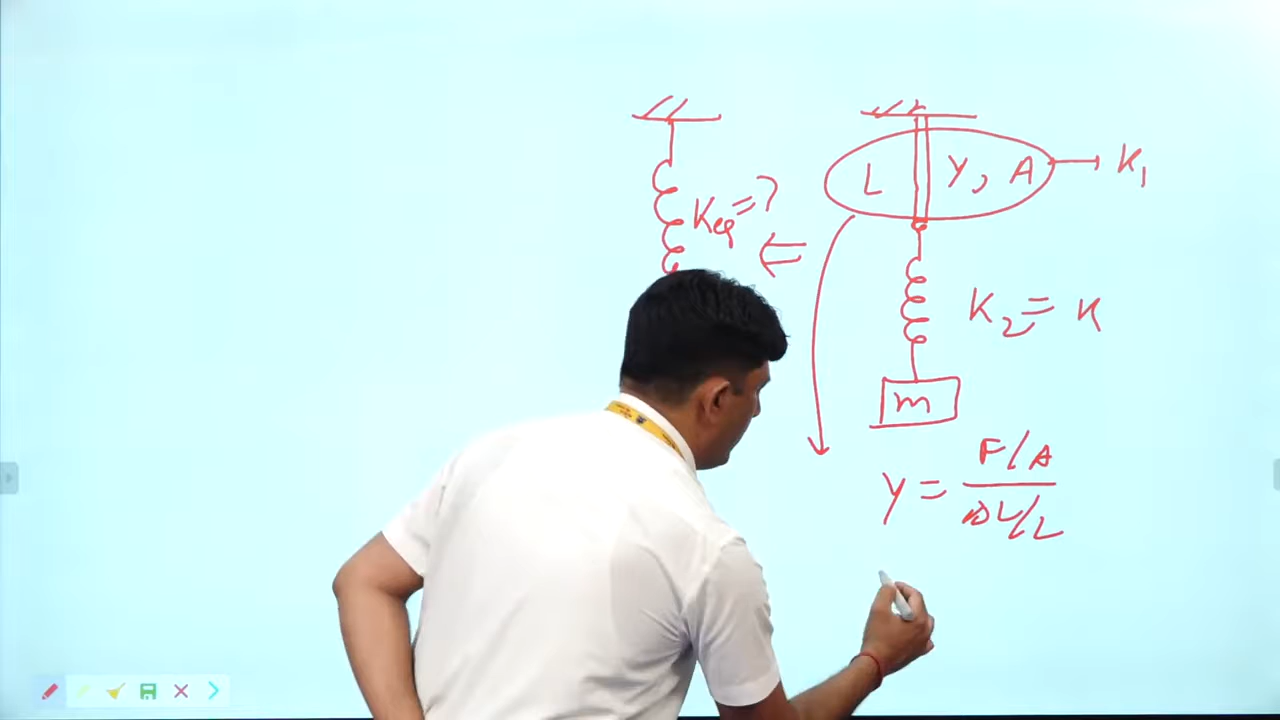 Keq = ?
L Y, A
K1
K2 = K
m
Y = F/A
ΔL/L